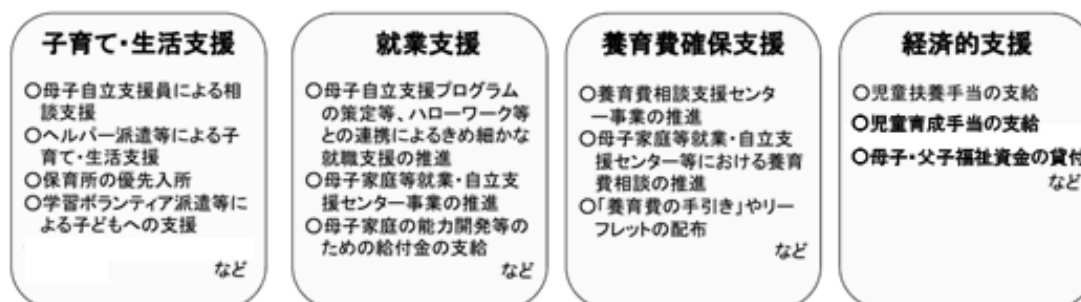 子育て・生活支援
○母子自立支援員による相
談支援
○ヘルパー派遣等による子
育て・生活支援
○保育所の優先入所
○学習ボランティア派遣等に
よる子どもへの支援
など
就業支援
○母子自立支援プログラム
の策定等、ハローワーク等
との連携によるきめ細かな
就職支援の推進
○母子家庭等就業・自立支
援センター事業の推進
○母子家庭の能力開発等の
ための給付金の支給
など
養育費確保支援
○養育費相談支援センタ
ー事業の推進
○母子家庭等就業・自立支
援センター等における養育
費相談の推進
○「養育費の手引き」やリー
フレットの配布
など
経済的支援
○児童扶養手当の支給
○児童育成手当の支給
○母子・父子福祉資金の貸付
など